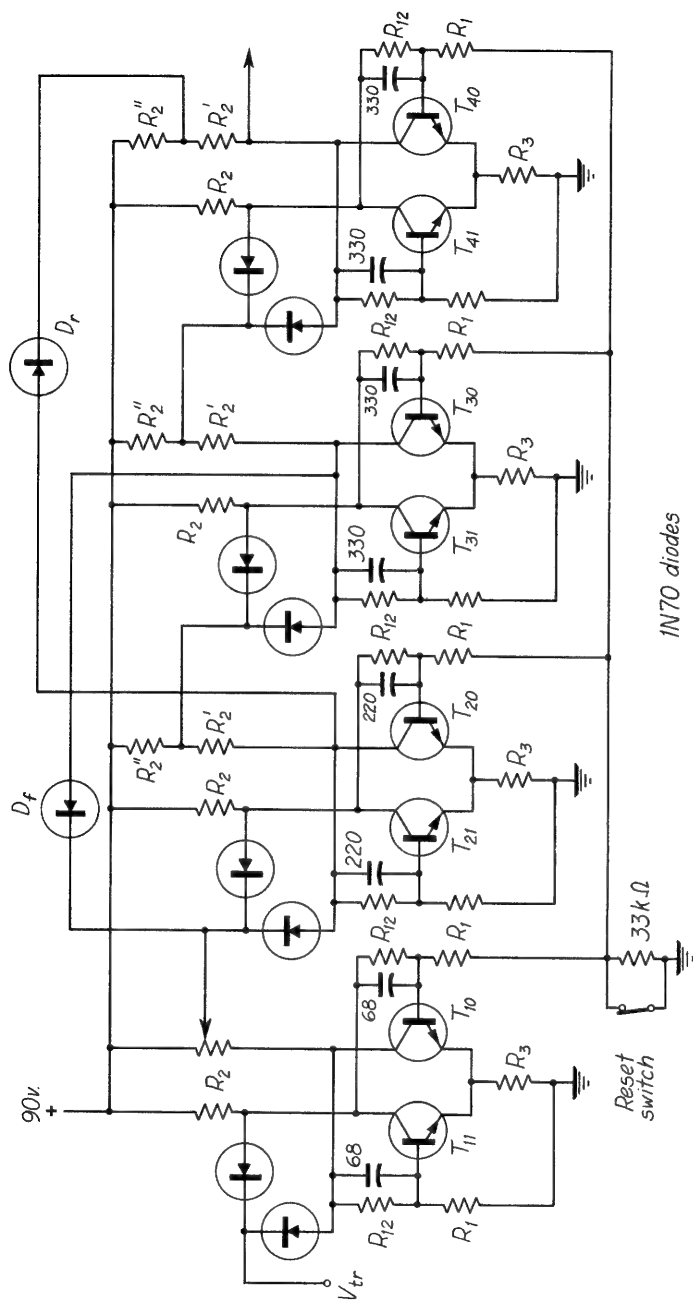 90v.
+
R2
R2
R2
R2
R2"
R2'
R2"
R2'
R2"
R2'
Df
Dr
Vtr
R12
68
68
R12
220
220
R12
330
330
R12
330
330
R12
T11
T10
T21
T20
T31
T30
T41
T40
R1
R1
R1
R1
R1
R1
R3
R3
R3
R3
Reset
switch
33kΩ
1N70 diodes